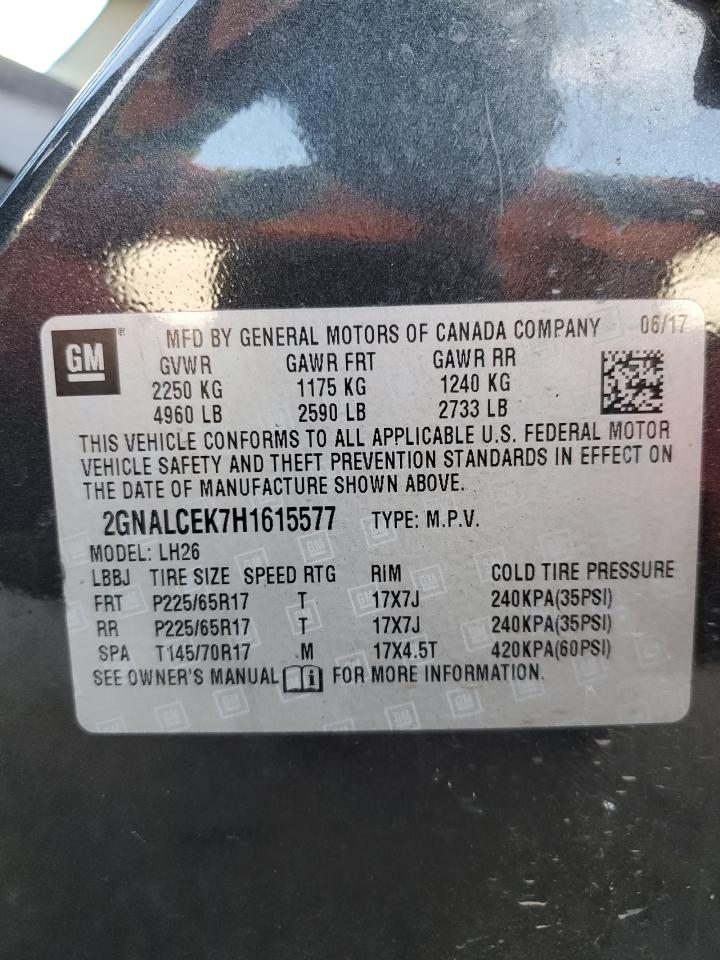 GM ® MFD BY GENERAL MOTORS OF CANADA COMPANY 06/17
GVWR GAWR FRT GAWR RR
2250 KG 1175 KG 1240 KG
4960 LB 2590 LB 2733 LB
THIS VEHICLE CONFORMS TO ALL APPLICABLE U.S. FEDERAL MOTOR
VEHICLE SAFETY AND THEFT PREVENTION STANDARDS IN EFFECT ON
THE DATE OF MANUFACTURE SHOWN ABOVE.
2GNALCEK7H1615577 TYPE: M.P.V.
MODEL: LH26
LBBJ TIRE SIZE SPEED RTG RIM COLD TIRE PRESSURE
FRT P225/65R17 T 17X7J 240KPA(35PSI)
RR P225/65R17 T 17X7J 240KPA(35PSI)
SPA T145/70R17 M 17X4.5T 420KPA(60PSI)
SEE OWNER'S MANUAL i FOR MORE INFORMATION.